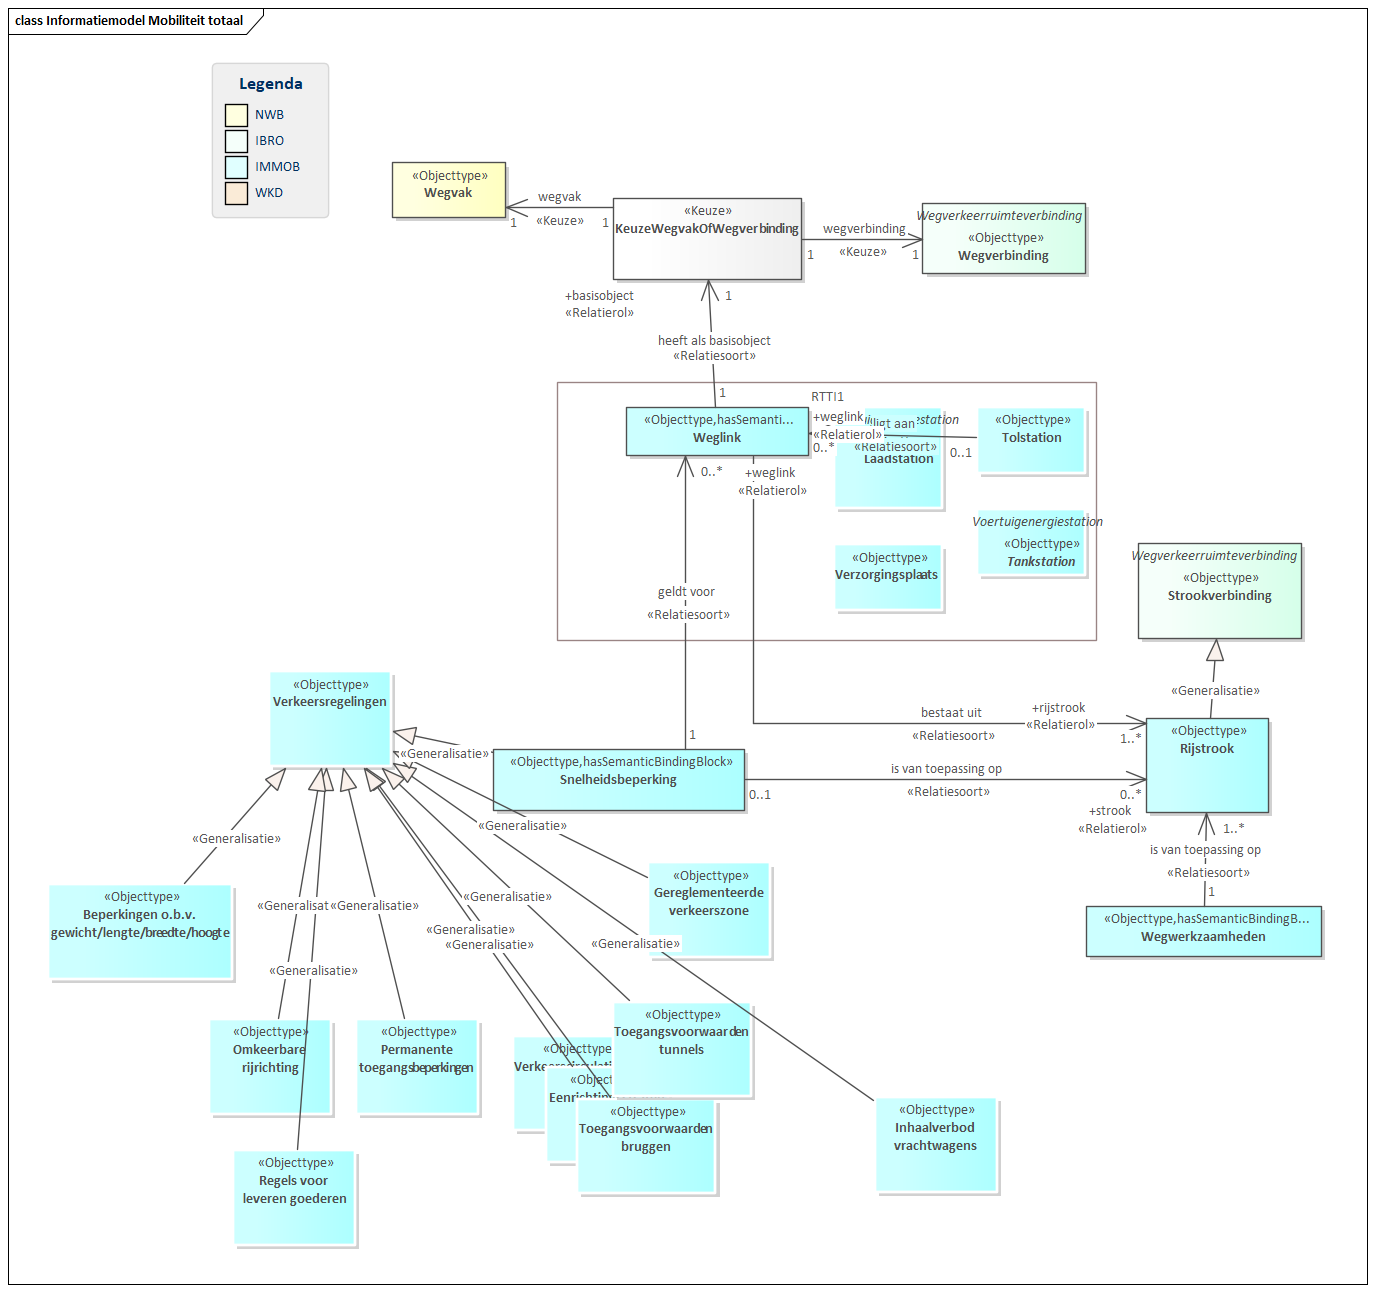 class Informatiemodel Mobiliteit totaal
Legenda
NWB
IBRO
IMMOB
WKD
«Objecttype»
Wegvak
wegvak
1
«Keuze»
1
«Keuze»
KeuzeWegvakOfWegverbinding
wegverbinding
1
«Keuze»
1
Wegverkeerruimteverbinding
«Objecttype»
Wegverbinding
+basisobject
«Relatierol»
1
heeft als basisobject
«Relatiesoort»
1
RTTI1
«Objecttype,hasSemanti...
Weglink
+weglink
«Relatierol»
0..*
ligt aan
«Relatiesoort»
0..1
Laadstation
«Objecttype»
Tolstation
0..*
+weglink
«Relatierol»
Voertuigenergiestation
«Objecttype»
Tankstation
«Objecttype»
Verzorgingsplaats
geldt voor
«Relatiesoort»
1
Wegverkeerruimteverbinding
«Objecttype»
Strookverbinding
«Generalisatie»
«Objecttype»
Verkeersregelingen
«Generalisatie»
«Objecttype,hasSemanticBindingBlock»
Snelheidsbeperking
bestaat uit
«Relatiesoort»
+rijstrook
«Relatierol»
1..*
«Objecttype»
Rijstrook
0..1
is van toepassing op
«Relatiesoort»
0..*
+strook
«Relatierol»
1..*
is van toepassing op
«Relatiesoort»
1
«Objecttype,hasSemanticBindingB...
Wegwerkzaamheden
«Generalisatie»
«Generalisatie»
«Generalisatie»
«Generalisatie»
«Generalisatie»
«Generalisatie»
«Generalisatie»
«Generalisatie»
«Objecttype»
Beperkingen o.b.v.
gewicht/lengte/breedte/hoogte
«Objecttype»
Gereglementeerde
verkeerszone
«Objecttype»
Omkeerbare
rijrichting
«Objecttype»
Permanente
toegangsbeperkingen
«Objecttype
«Objecttype»
Toegangsvoorwaarden
tunnels
«Objecttype»
Toegangsvoorwaarden
bruggen
«Objecttype»
Inhaalverbod
vrachtwagens
«Objecttype»
Regels voor
leveren goederen